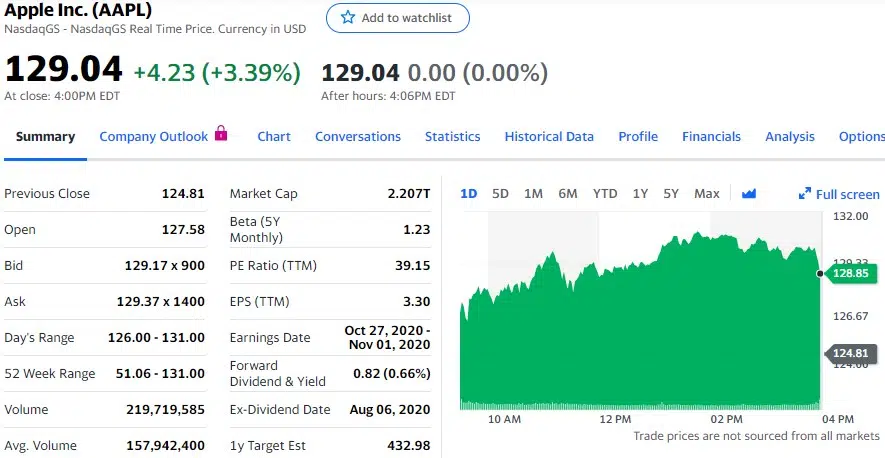 Apple Inc. (AAPL)
NasdaqGS - NasdaqGS Real Time Price. Currency in USD
Add to watchlist
129.04 +4.23 (+3.39%)
At close: 4:00PM EDT
129.04 0.00 (0.00%)
After hours: 4:06PM EDT
Summary Company Outlook Chart Conversations Statistics Historical Data Profile Financials Analysis Options
Previous Close 124.81
Open 127.58
Bid 129.17 x 900
Ask 129.37 x 1400
Day's Range 126.00 - 131.00
52 Week Range 51.06 - 131.00
Volume 219,719,585
Avg. Volume 157,942,400
Market Cap 2.207T
Beta (5Y
Monthly) 1.23
PE Ratio (TTM) 39.15
EPS (TTM) 3.30
Earnings Date Oct 27, 2020 -
Nov 01, 2020
Forward
Dividend & Yield 0.82 (0.66%)
Ex-Dividend Date Aug 06, 2020
1y Target Est 432.98
1D 5D 1M 6M YTD 1Y 5Y Max Full screen
132.00
128.85
126.67
124.81
10 AM 12 PM 02 PM 04 PM
Trade prices are not sourced from all markets